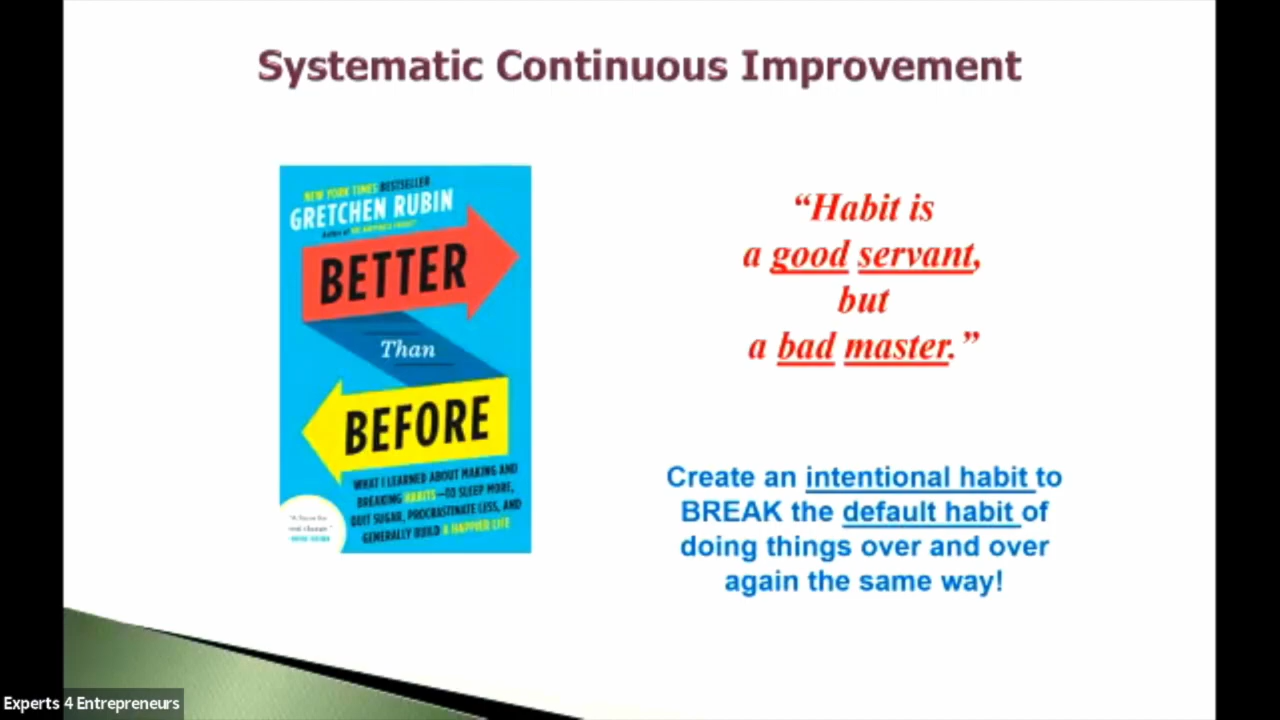 Systematic Continuous Improvement
NEW YORK TIMES BESTSELLER
GRETCHEN RUBIN
BETTER
Than
BEFORE
WHAT I LEARNED ABOUT MAKING AND
BREAKING HABITS—TO SLEEP MORE,
QUIT SUGAR, PROCRASTINATE LESS, AND
GENERALLY BUILD A HAPPIER LIFE
“Habit is
a good servant,
but
a bad master.”
Create an intentional habit to
BREAK the default habit of
doing things over and over
again the same way!
Experts 4 Entrepreneurs